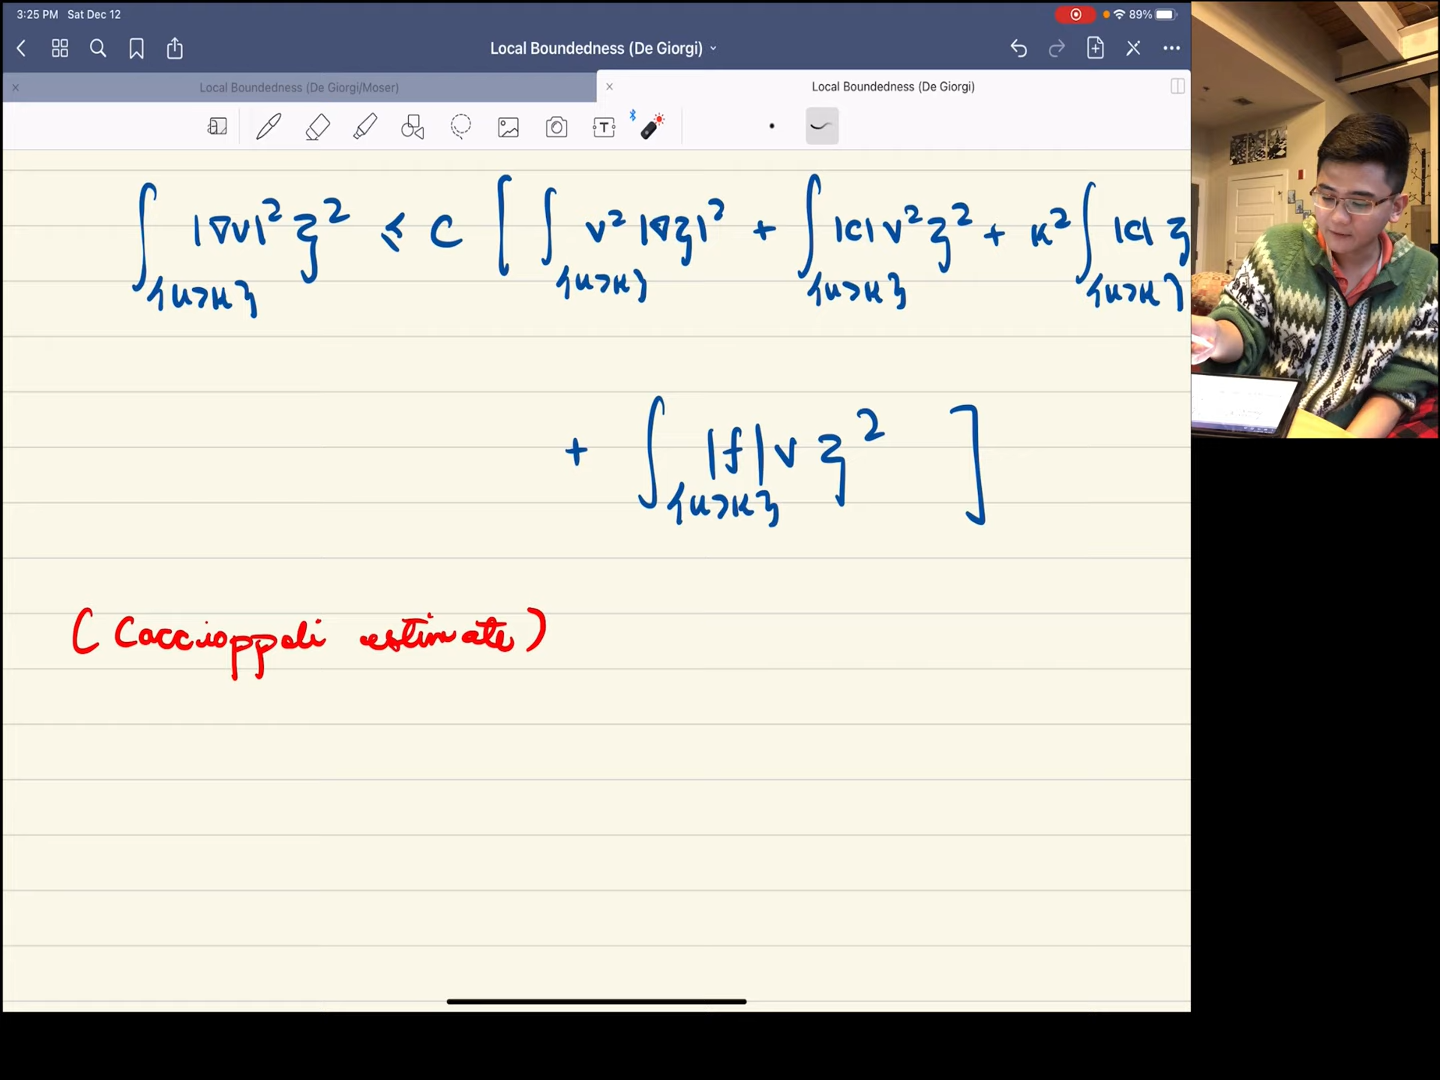 3:25 PM Sat Dec 12
89%
Local Boundedness (De Giorgi)
Local Boundedness (De Giorgi/Moser)
Local Boundedness (De Giorgi)
T
∫_{u>k} |∇v|² ζ² ≤ C [ ∫_{u>k} v² |∇ζ|² + ∫_{u>k} |c| v² ζ² + k² ∫_{u>k} |c| ζ
+ ∫_{u>k} |f| v ζ² ]
(Caccioppoli estimate)